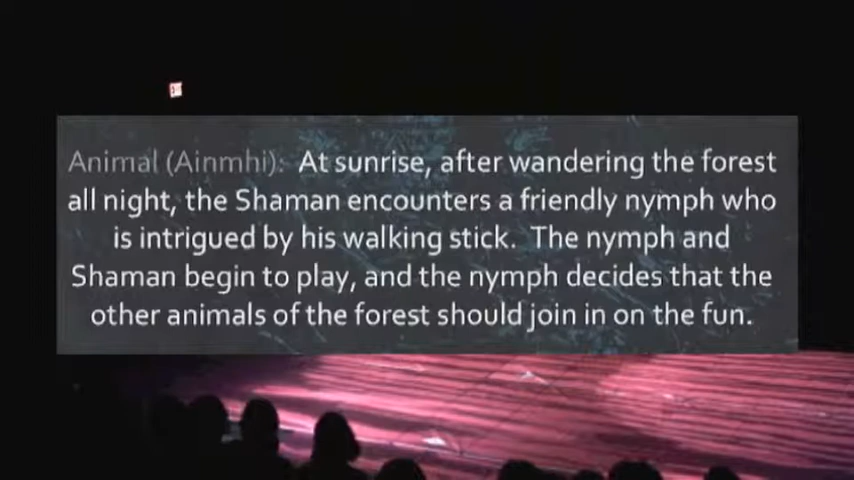 Animal (Ainmhi): At sunrise, after wandering the forest
all night, the Shaman encounters a friendly nymph who
is intrigued by his walking stick. The nymph and
Shaman begin to play, and the nymph decides that the
other animals of the forest should join in on the fun.